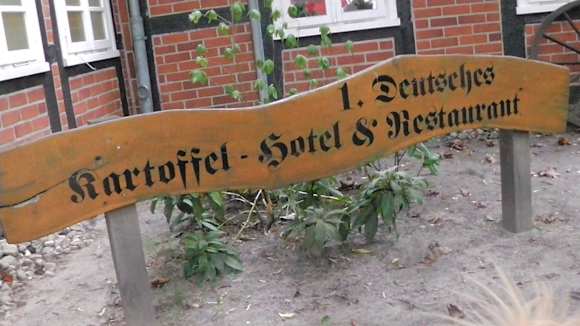 1. Deutsches
Kartoffel - Hotel & Restaurant